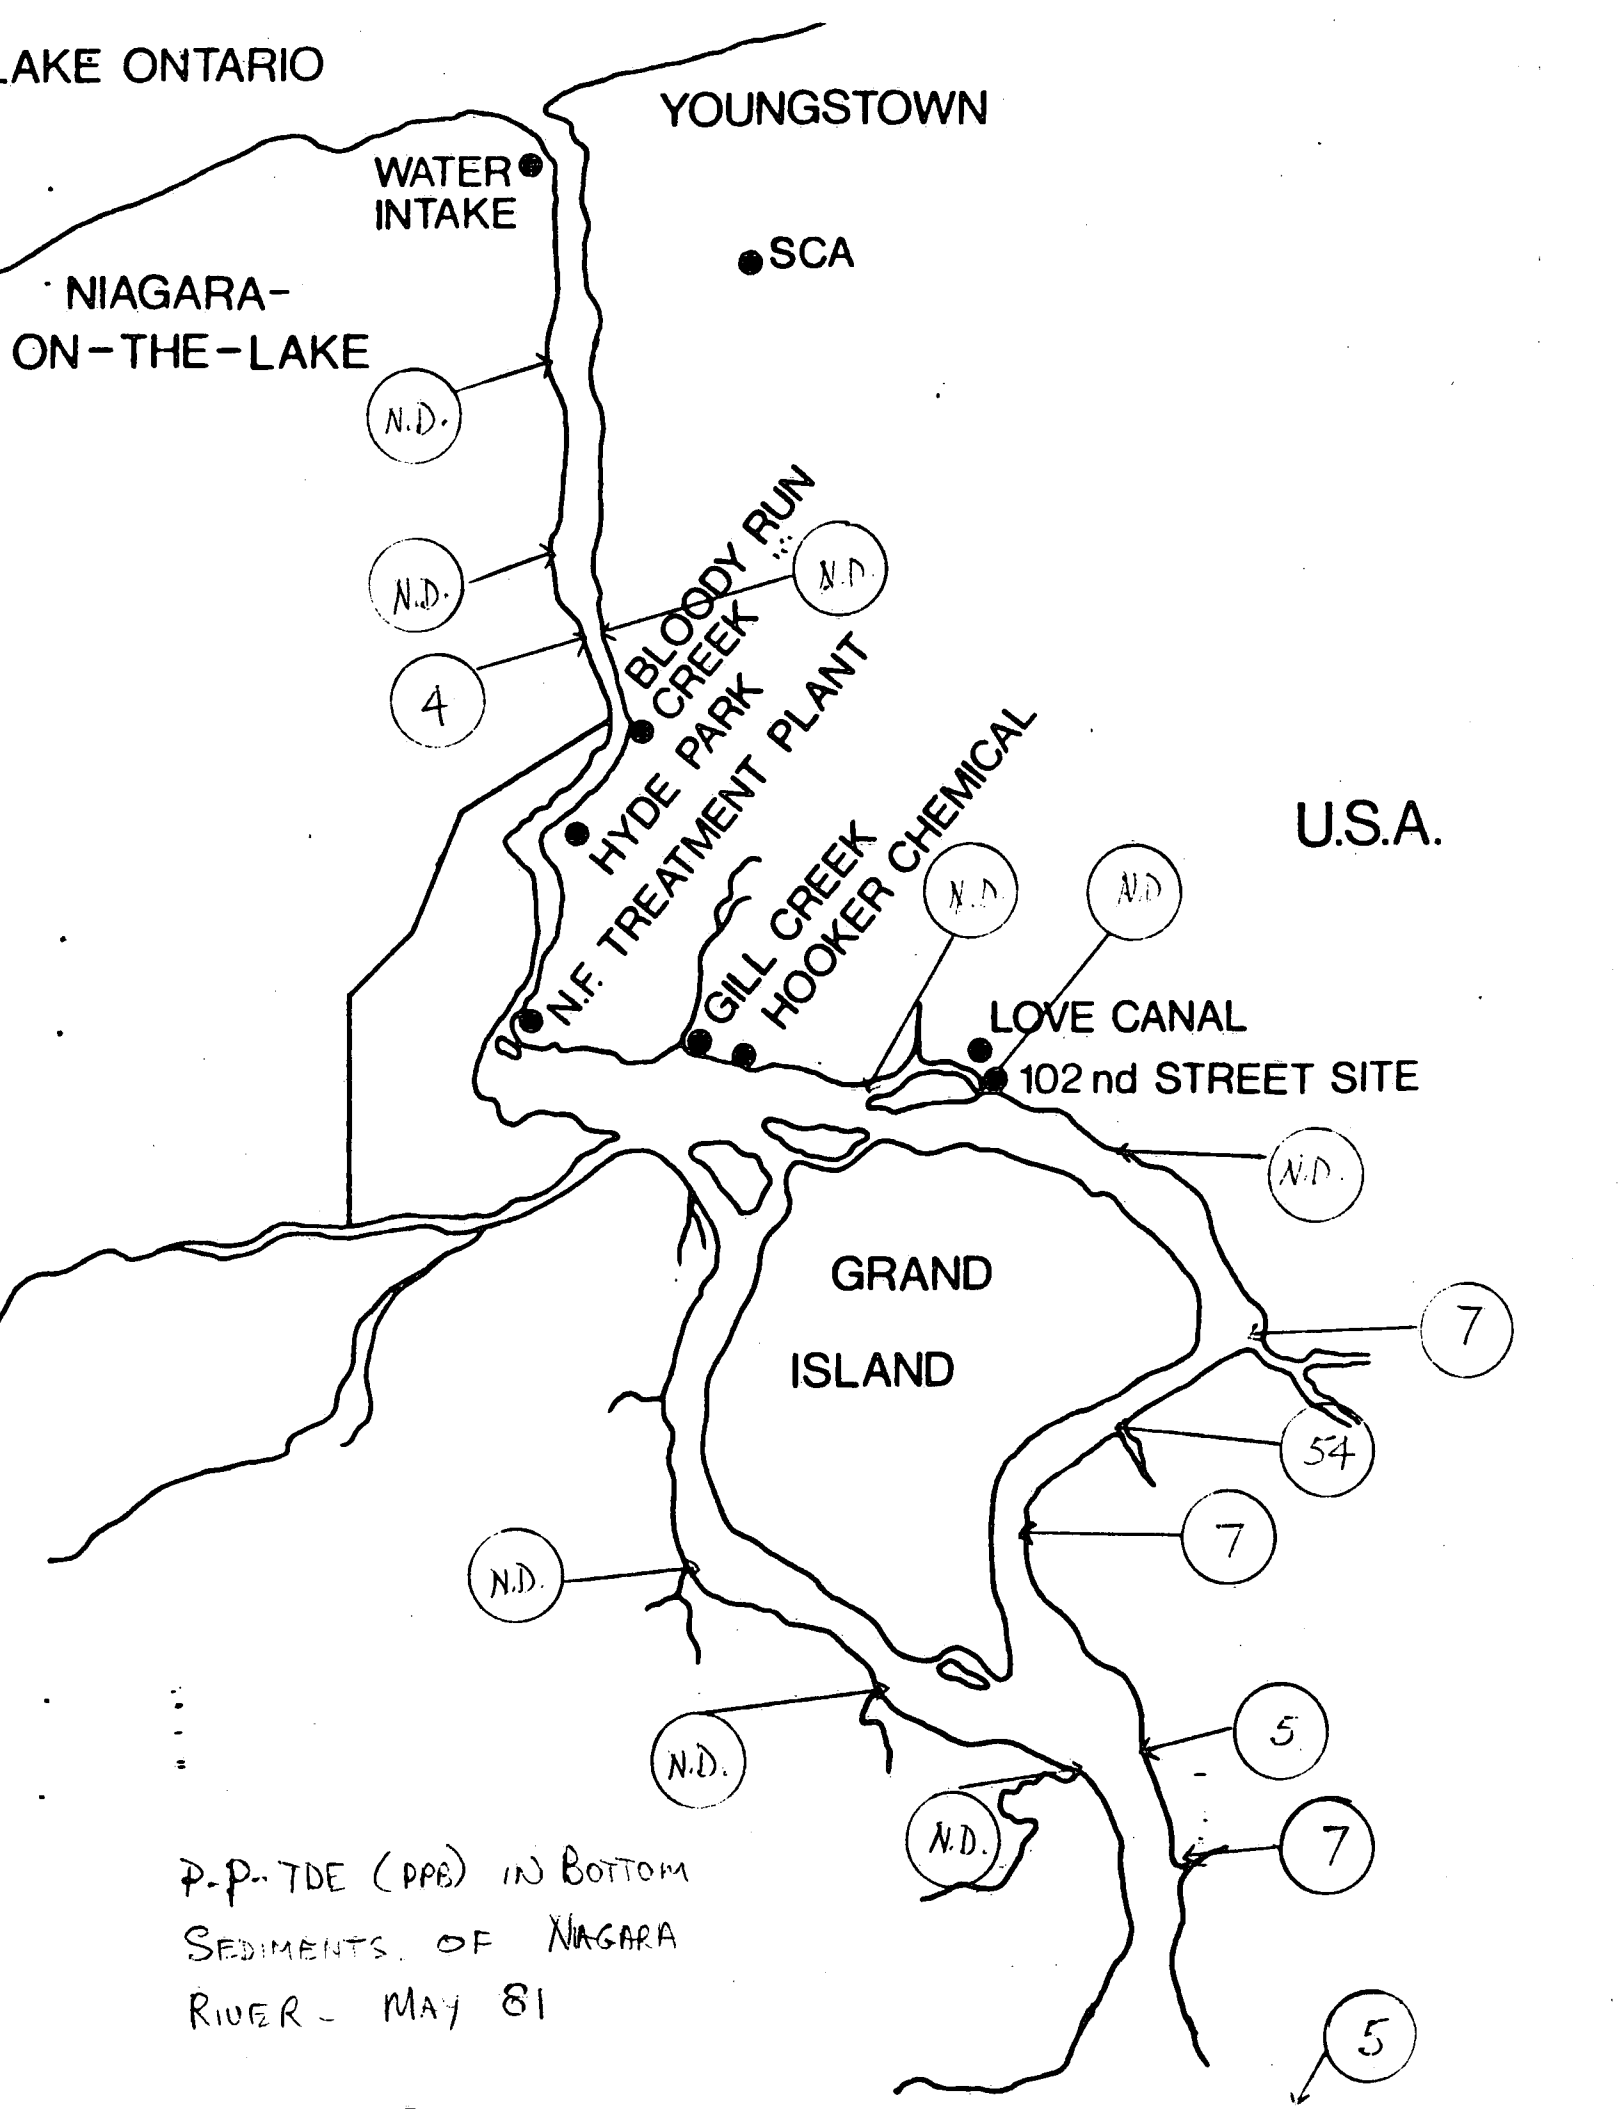 LAKE ONTARIO
YOUNGSTOWN
WATER
INTAKE
SCA
NIAGARA-
ON-THE-LAKE
N.D.
N.D.
N.D.
4
BLOODY RUN
CREEK
HYDE PARK
N.F. TREATMENT PLANT
GILL CREEK
HOOKER CHEMICAL
U.S.A.
N.D.
N.D
LOVE CANAL
102nd STREET SITE
N.D.
GRAND
ISLAND
7
54
7
N.D.
N.D.
5
N.D.
7
P.P. TDE (PPB) IN BOTTOM
SEDIMENTS. OF NIAGARA
RIVER - MAY 81
5